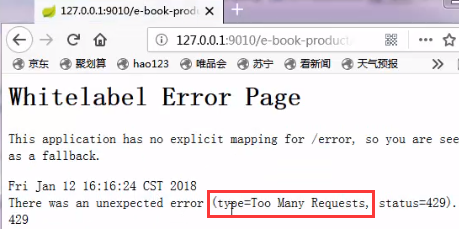 127.0.0.1:9010/e-book-prod
127.0.0.1:9010/e-book-product
京东 聚划算 hao123 唯品会 苏宁 看新闻 天气预报
Whitelabel Error Page
This application has no explicit mapping for /error, so you are see
as a fallback.
Fri Jan 12 16:16:24 CST 2018
There was an unexpected error (type=Too Many Requests, status=429).
429